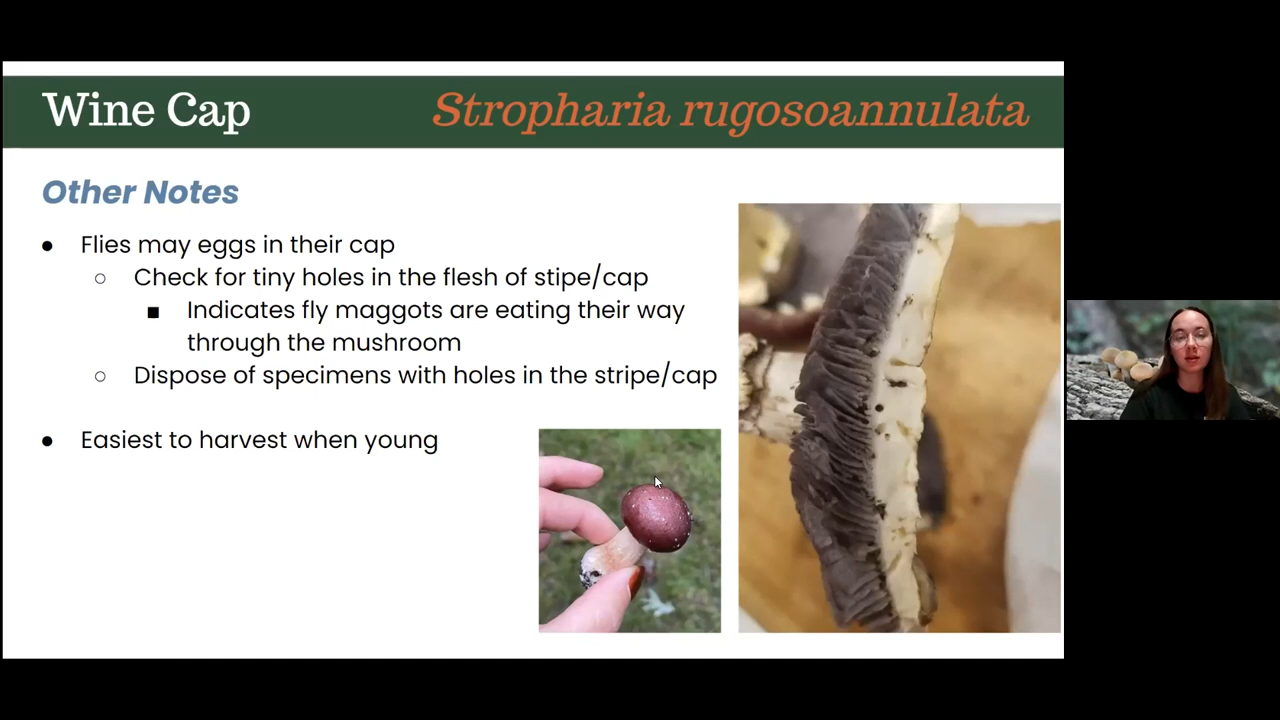 Wine Cap
Stropharia rugosoannulata
Other Notes
● Flies may eggs in their cap
○ Check for tiny holes in the flesh of stipe/cap
■ Indicates fly maggots are eating their way
through the mushroom
○ Dispose of specimens with holes in the stripe/cap
● Easiest to harvest when young